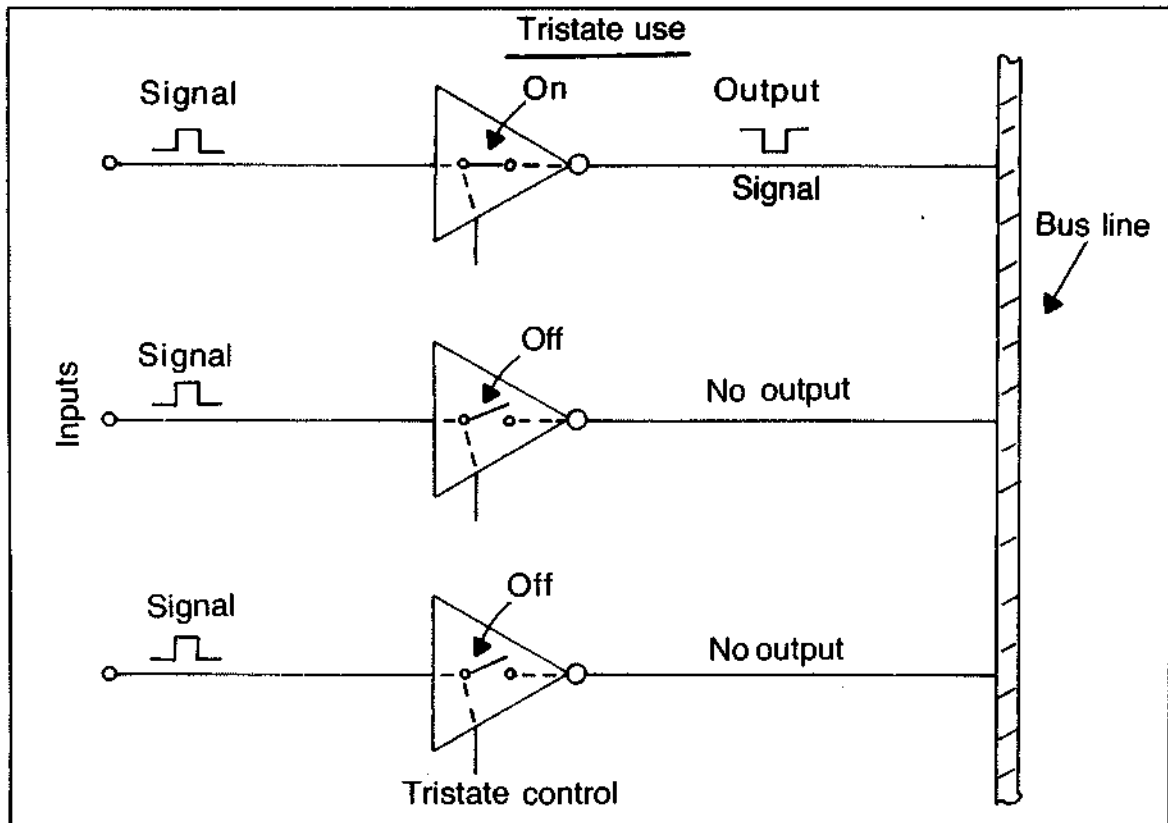 Tristate use
Signal
On
Output
Signal
Bus line
Inputs
Signal
Off
No output
Signal
Off
No output
Tristate control